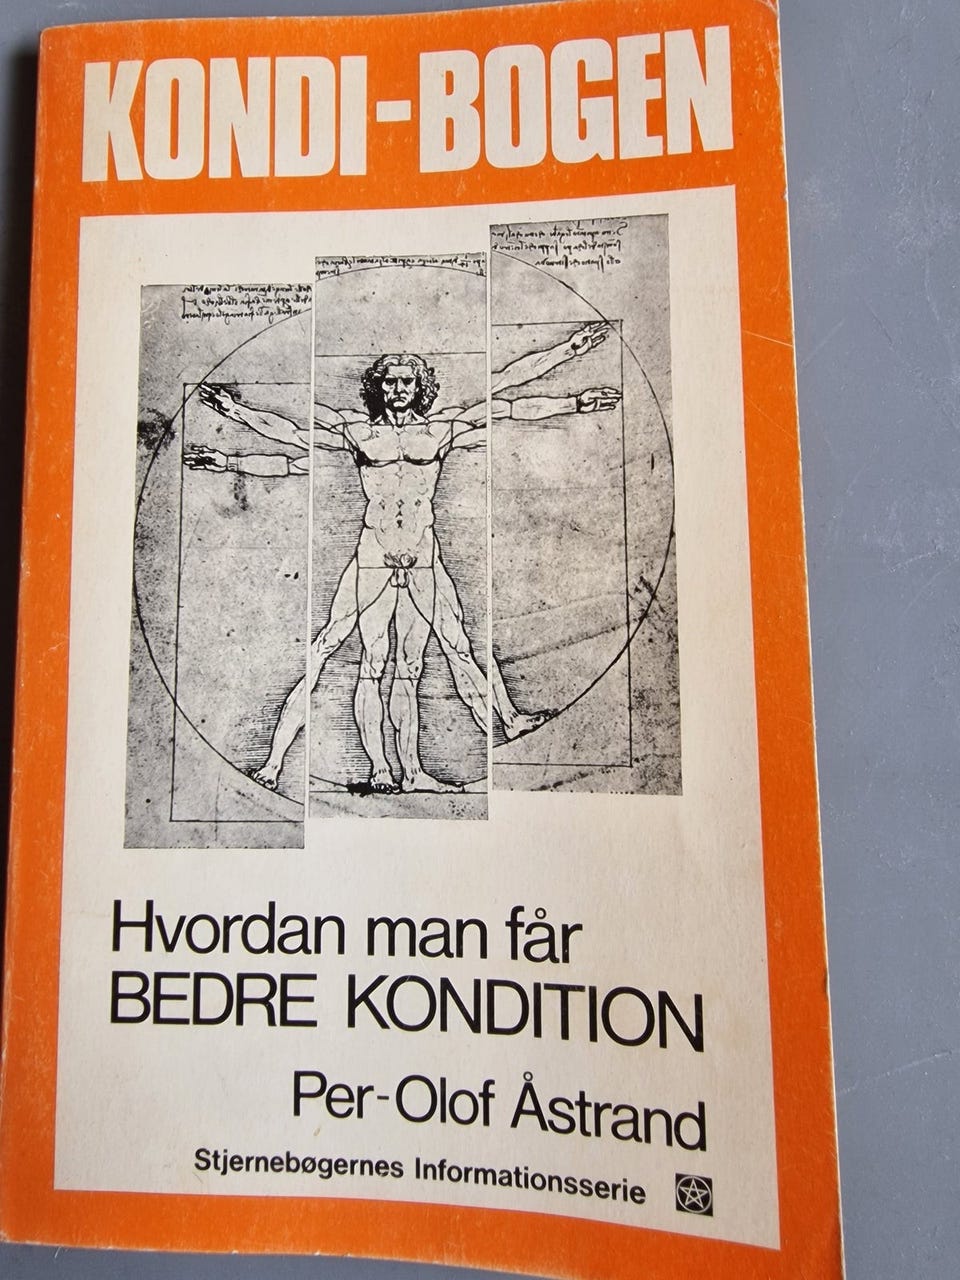 KONDI-BOGEN
Hvordan man får
BEDRE KONDITION
Per-Olof Åstrand
Stjernebøgernes Informationsserie